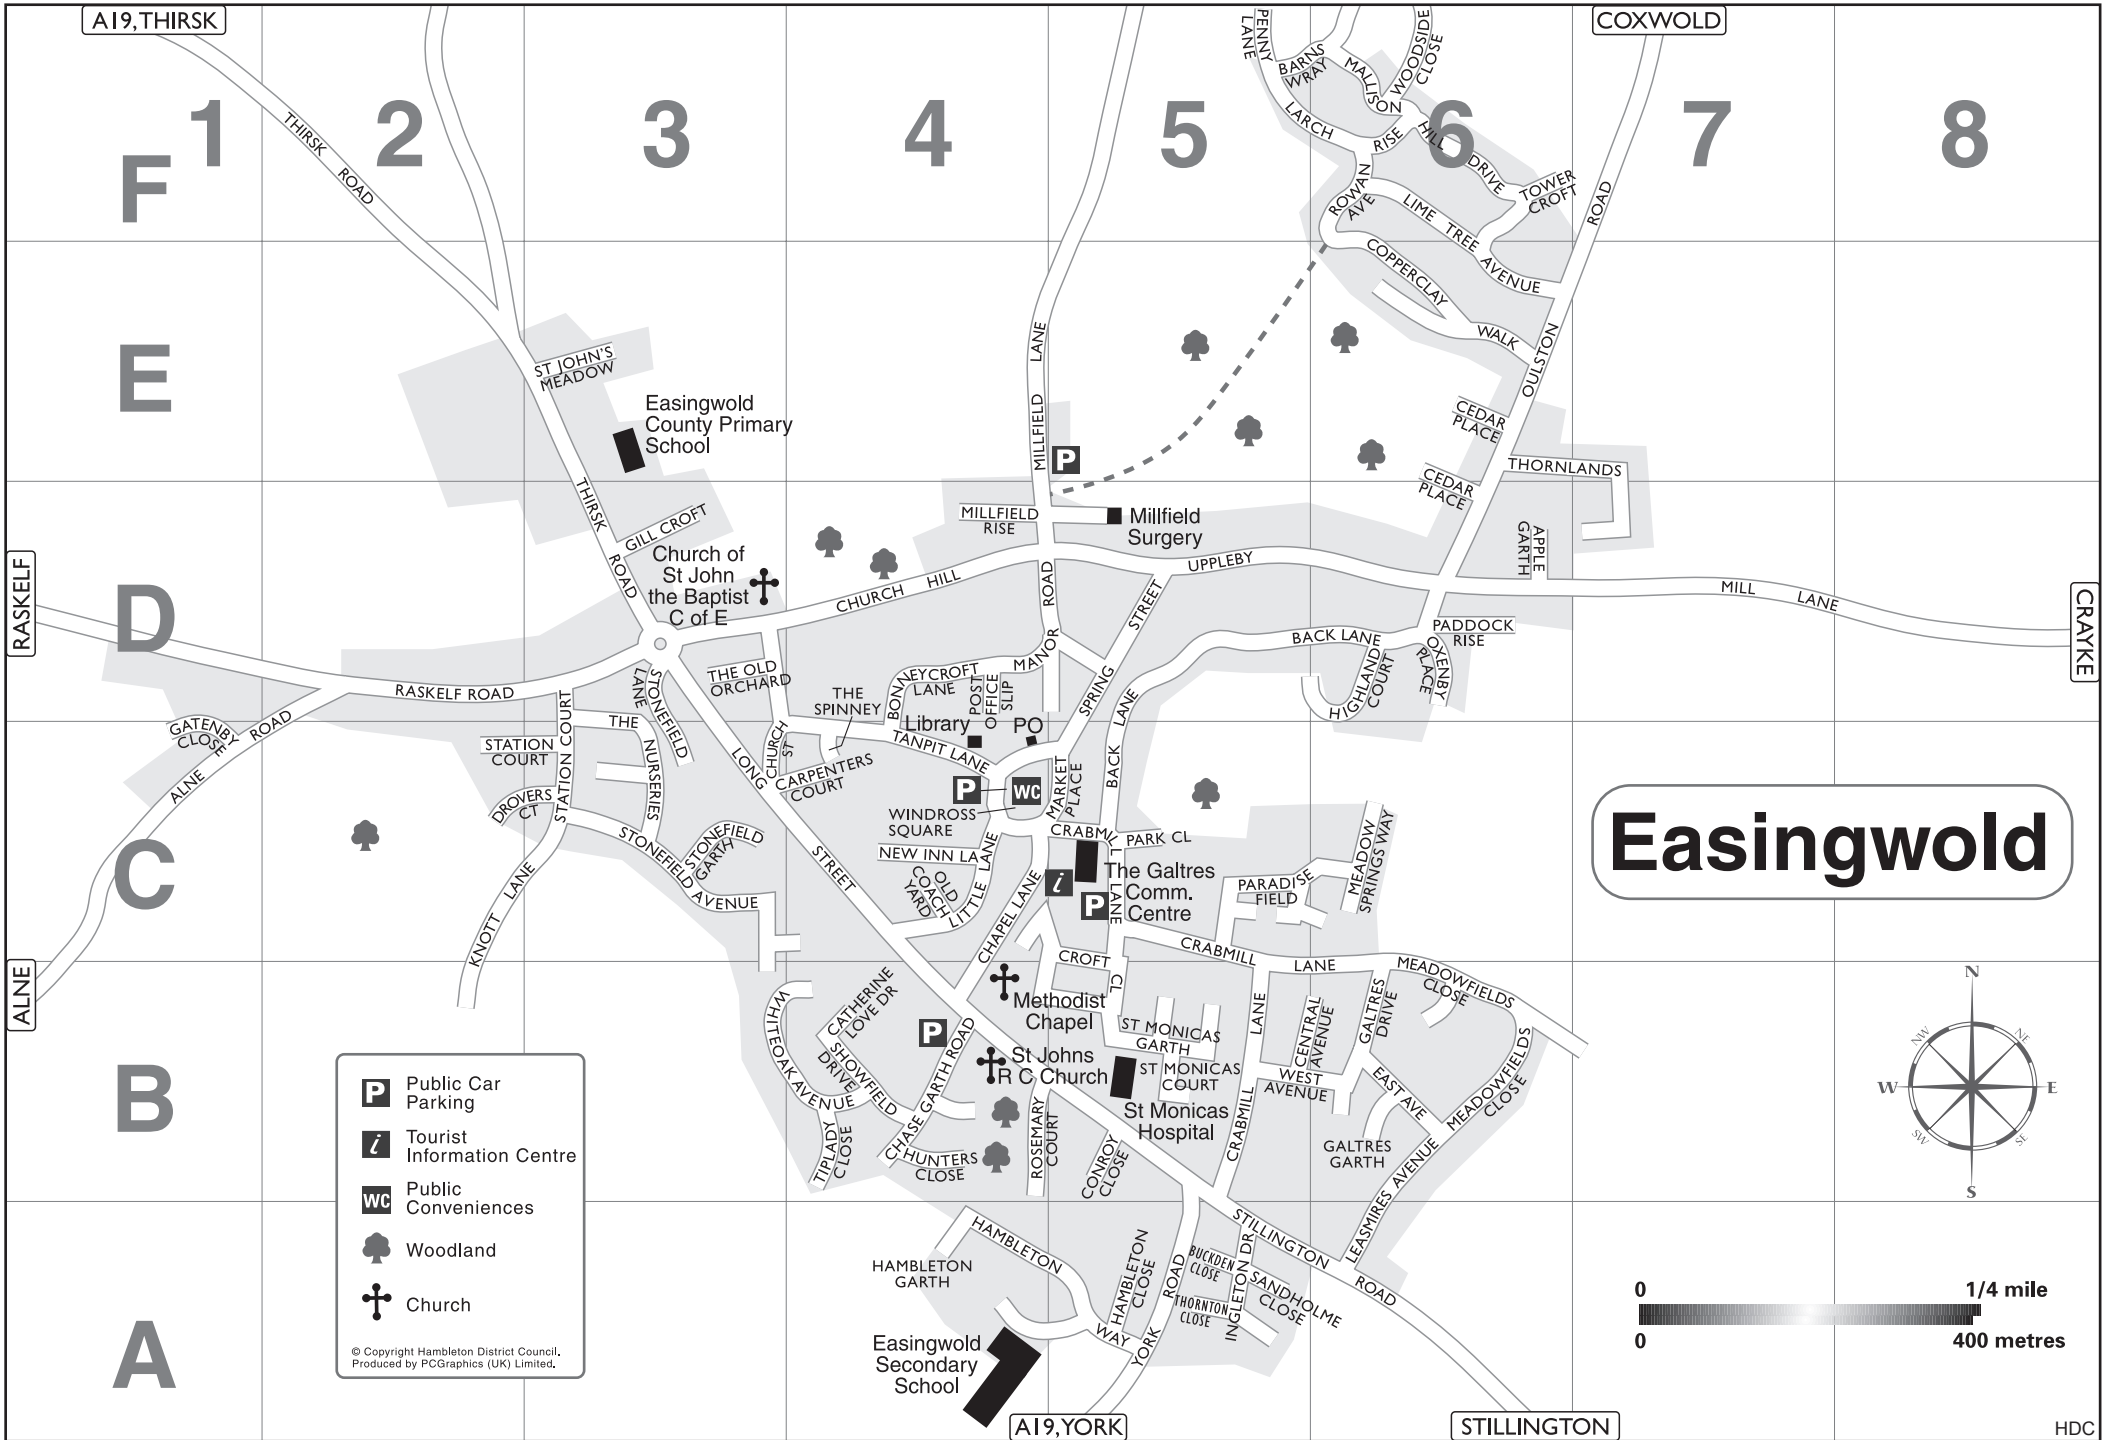 A19, THIRSK
COXWOLD
1
2
3
4
5
6
7
8
F
E
D
C
B
A
THIRSK
ROAD
PENNY
LANE
BARNS
WRAY
MALLISON
HILL
DRIVE
WOODSIDE
CLOSE
LARCH
RISE
ROWAN
AVE
LIME
TREE
AVENUE
TOWER
CROFT
COPPERCLAY
WALK
OULSTON
ROAD
ST JOHN'S
MEADOW
Easingwold
County Primary
School
MILLFIELD
LANE
P
CEDAR
PLACE
CEDAR
PLACE
THORNLANDS
THIRSK
ROAD
GILL CROFT
Church of
St John
the Baptist
C of E
MILLFIELD
RISE
Millfield
Surgery
CHURCH
HILL
UPPLEBY
APPLE
GARTH
MILL
LANE
RASKELF
CRAYKE
RASKELF ROAD
STONEFIELD
LANE
THE OLD
ORCHARD
THE
SPINNEY
BONNEYCROFT
LANE
POST
OFFICE
SLIP
MANOR
ROAD
SPRING
STREET
BACK LANE
HIGHLAND
COURT
PADDOCK
RISE
OXENBY
PLACE
GATENBY
CLOSE
ALNE
ROAD
STATION
COURT
STATION COURT
THE
NURSERIES
DROVERS
CT
LONG
STREET
CHURCH
ST
CARPENTERS
COURT
TANPIT LANE
Library
PO
P
WC
WINDROSS
SQUARE
MARKET
PLACE
BACK
LANE
Easingwold
STONEFIELD
AVENUE
STONEFIELD
GARTH
KNOTT
LANE
NEW INN LA
OLD
COACH
YARD
LITTLE
LANE
CHAPEL LANE
CRABMILL
LANE
PARK CL
i
P
The Galtres
Comm.
Centre
PARADISE
FIELD
MEADOW
SPRINGS WAY
CRABMILL
LANE
CROFT
CL
ALNE
WHITEOAK AVENUE
CATHERINE
LOVE DR
SHOWFIELD
DRIVE
P
CHASE GARTH ROAD
Methodist
Chapel
St Johns
R C Church
ST MONICAS
GARTH
ST MONICAS
COURT
St Monicas
Hospital
CRABMILL
LANE
CENTRAL
AVENUE
WEST
AVENUE
GALTRES
DRIVE
EAST AVE
GALTRES
GARTH
MEADOWFIELDS
CLOSE
MEADOWFIELDS
CLOSE
LEASMIRES AVENUE
TIPLADY
CLOSE
HUNTERS
CLOSE
ROSEMARY
COURT
CONROY
CLOSE
HAMBLETON
WAY
HAMBLETON
GARTH
HAMBLETON
CLOSE
YORK
ROAD
BUCKDEN
CLOSE
THORNTON
CLOSE
INGLETON DR
SANDHOLME
CLOSE
STILLINGTON
ROAD
Easingwold
Secondary
School
A19, YORK
STILLINGTON
P
Public Car
Parking
i
Tourist
Information Centre
WC
Public
Conveniences
Woodland
Church
© Copyright Hambleton District Council.
Produced by PCGraphics (UK) Limited.
N
NE
E
SE
S
SW
W
NW
0
1/4 mile
0
400 metres
HDC